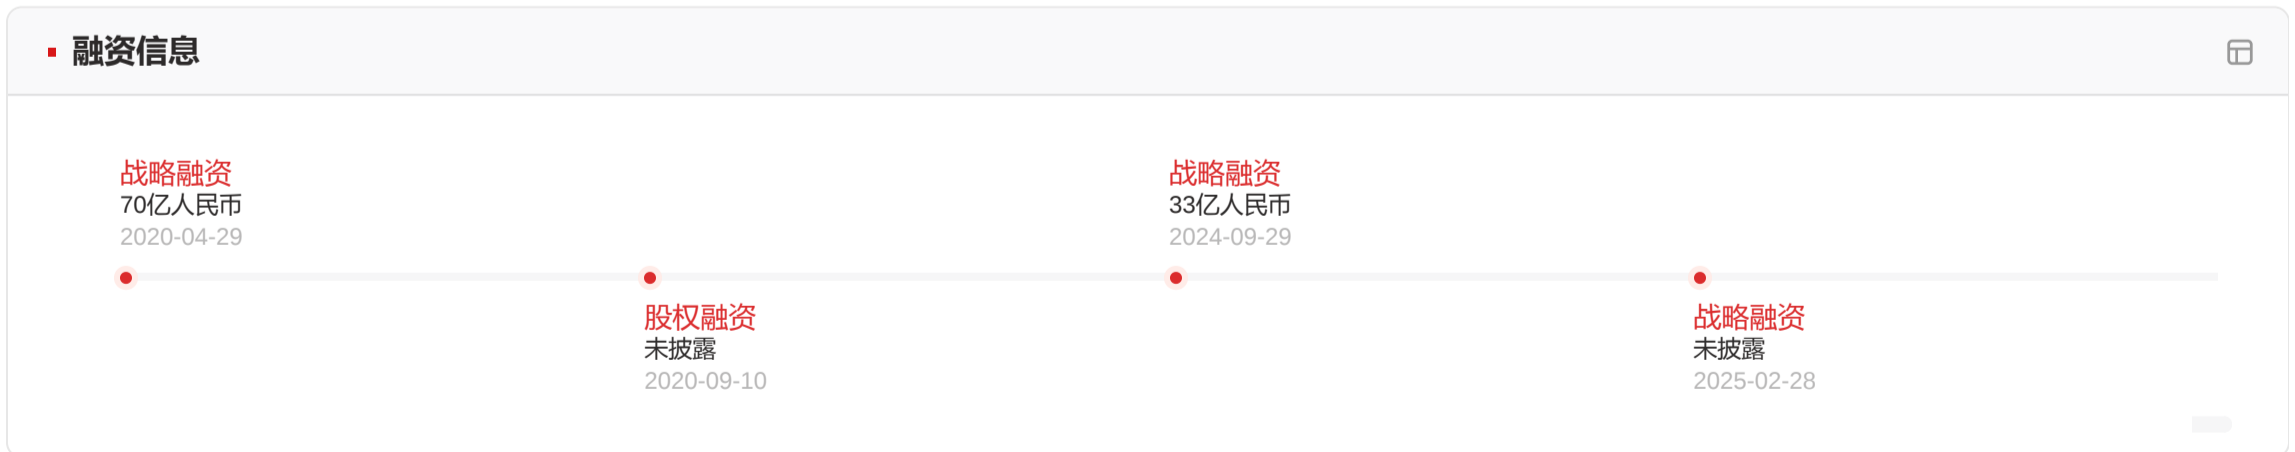 融资信息
战略融资
70亿人民币
2020-04-29
股权融资
未披露
2020-09-10
战略融资
33亿人民币
2024-09-29
战略融资
未披露
2025-02-28